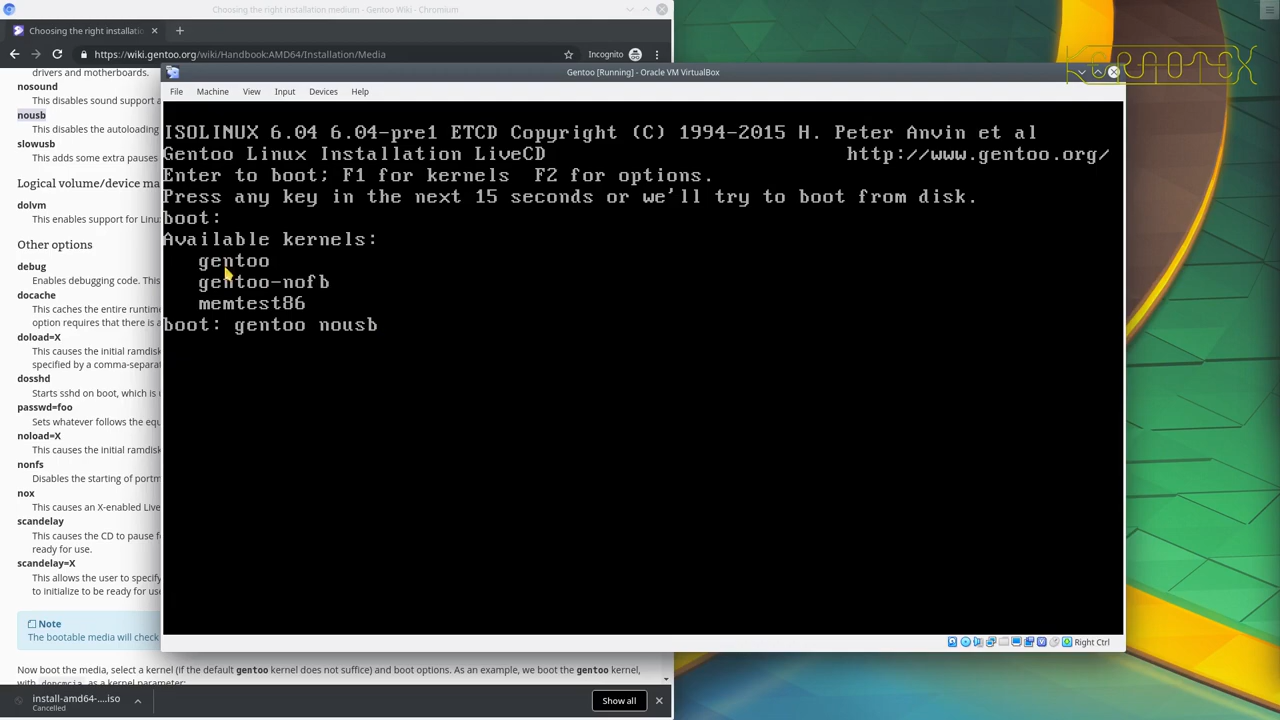 Choosing the right installation medium - Gentoo Wiki - Chromium
Choosing the right installatio
https://wiki.gentoo.org/wiki/Handbook:AMD64/Installation/Media
Incognito
drivers and motherboards.
nosound
This disables sound support a
nousb
This disables the autoloading
slowusb
This adds some extra pauses
Logical volume/device ma
dolvm
This enables support for Linu
Other options
debug
Enables debugging code. This
docache
This caches the entire runtime
option requires that there is a
doload=X
This causes the initial ramdisk
specified by a comma-separat
dosshd
Starts sshd on boot, which is u
passwd=foo
Sets whatever follows the equ
noload=X
This causes the initial ramdisk
nonfs
Disables the starting of portm
nox
This causes an X-enabled Live
scandelay
This causes the CD to pause fo
ready for use.
scandelay=X
This allows the user to specify
to initialize to be ready for use
Note
The bootable media will check
Now boot the media, select a kernel (if the default gentoo kernel does not suffice) and boot options. As an example, we boot the gentoo kernel,
with dopcmcia as a kernel parameter:
install-amd64-....iso
Cancelled
Show all
Gentoo [Running] - Oracle VM VirtualBox
File Machine View Input Devices Help
ISOLINUX 6.04 6.04-pre1 ETCD Copyright (C) 1994-2015 H. Peter Anvin et al
Gentoo Linux Installation LiveCD http://www.gentoo.org/
Enter to boot; F1 for kernels F2 for options.
Press any key in the next 15 seconds or we'll try to boot from disk.
boot:
Available kernels:
gentoo
gentoo-nofb
memtest86
boot: gentoo nousb
Right Ctrl